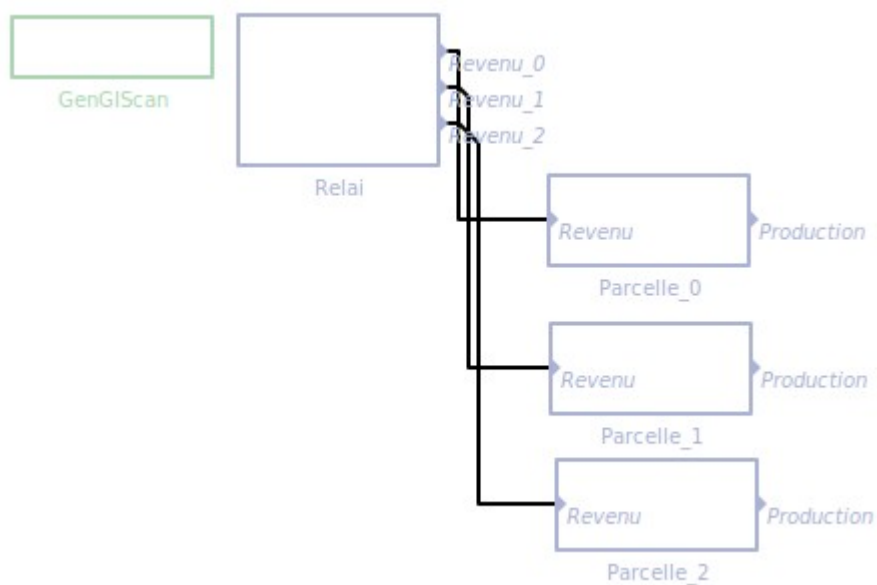 GenGIScan
Relai
Revenu_0
Revenu_1
Revenu_2
Revenu
Production
Parcelle_0
Revenu
Production
Parcelle_1
Revenu
Production
Parcelle_2